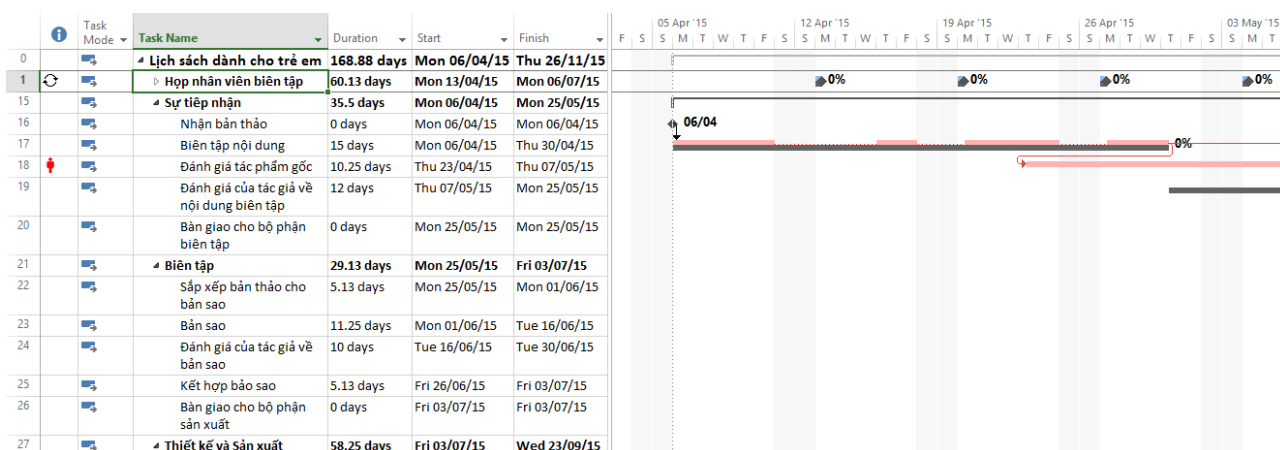 05 Apr '15 12 Apr '15 19 Apr '15 26 Apr '15 03 May '15
Task Mode Task Name Duration Start Finish F S S M T W T F S S M T W T F S S M T W T F S S M T W T F S S M T
0 Lịch sách dành cho trẻ em 168.88 days Mon 06/04/15 Thu 26/11/15
1 Họp nhân viên biên tập 60.13 days Mon 13/04/15 Mon 06/07/15 0% 0% 0% 0%
15 Sự tiêp nhận 35.5 days Mon 06/04/15 Mon 25/05/15
16 Nhận bản thảo 0 days Mon 06/04/15 Mon 06/04/15 06/04
17 Biên tập nội dung 15 days Mon 06/04/15 Thu 30/04/15 0%
18 Đánh giá tác phẩm gốc 10.25 days Thu 23/04/15 Thu 07/05/15
19 Đánh giá của tác giả về 12 days Thu 07/05/15 Mon 25/05/15
nội dung biên tập
20 Bàn giao cho bộ phận 0 days Mon 25/05/15 Mon 25/05/15
biên tập
21 Biên tập 29.13 days Mon 25/05/15 Fri 03/07/15
22 Sắp xếp bản thảo cho 5.13 days Mon 25/05/15 Mon 01/06/15
bản sao
23 Bản sao 11.25 days Mon 01/06/15 Tue 16/06/15
24 Đánh giá của tác giả về 10 days Tue 16/06/15 Tue 30/06/15
bản sao
25 Kết hợp bảo sao 5.13 days Fri 26/06/15 Fri 03/07/15
26 Bàn giao cho bộ phận 0 days Fri 03/07/15 Fri 03/07/15
sản xuất
27 Thiết kế và Sản xuất 58.25 days Fri 03/07/15 Wed 23/09/15